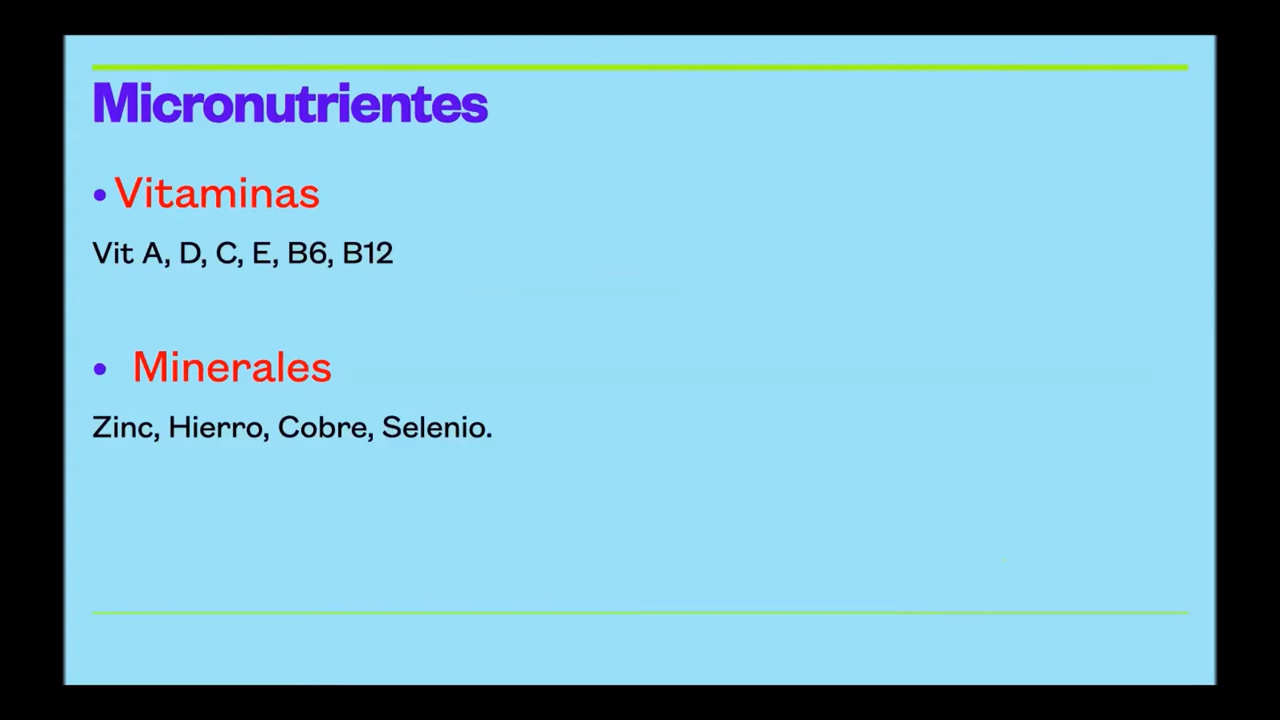 Micronutrientes
• Vitaminas
Vit A, D, C, E, B6, B12
• Minerales
Zinc, Hierro, Cobre, Selenio.